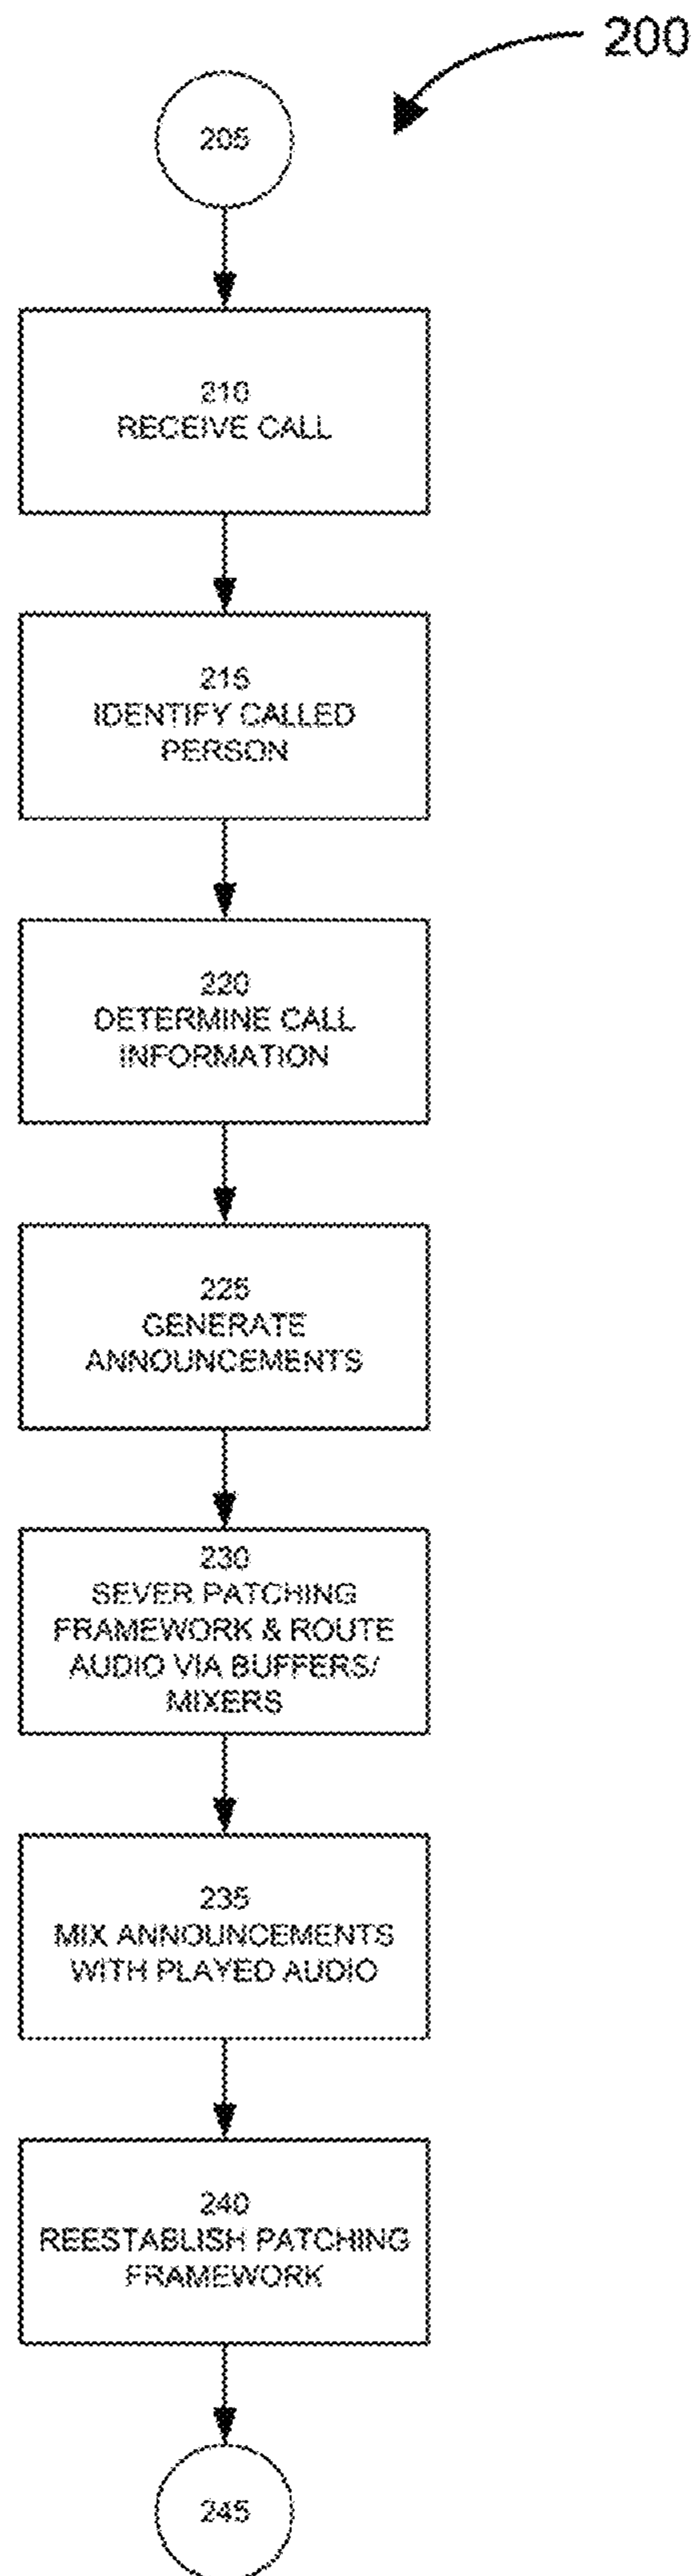 200
205
210
RECEIVE CALL
215
IDENTIFY CALLED
PERSON
220
DETERMINE CALL
INFORMATION
225
GENERATE
ANNOUNCEMENTS
230
SEVER PATCHING
FRAMEWORK & ROUTE
AUDIO VIA BUFFERS/
MIXERS
235
MIX ANNOUNCEMENTS
WITH PLAYED AUDIO
240
REESTABLISH PATCHING
FRAMEWORK
245